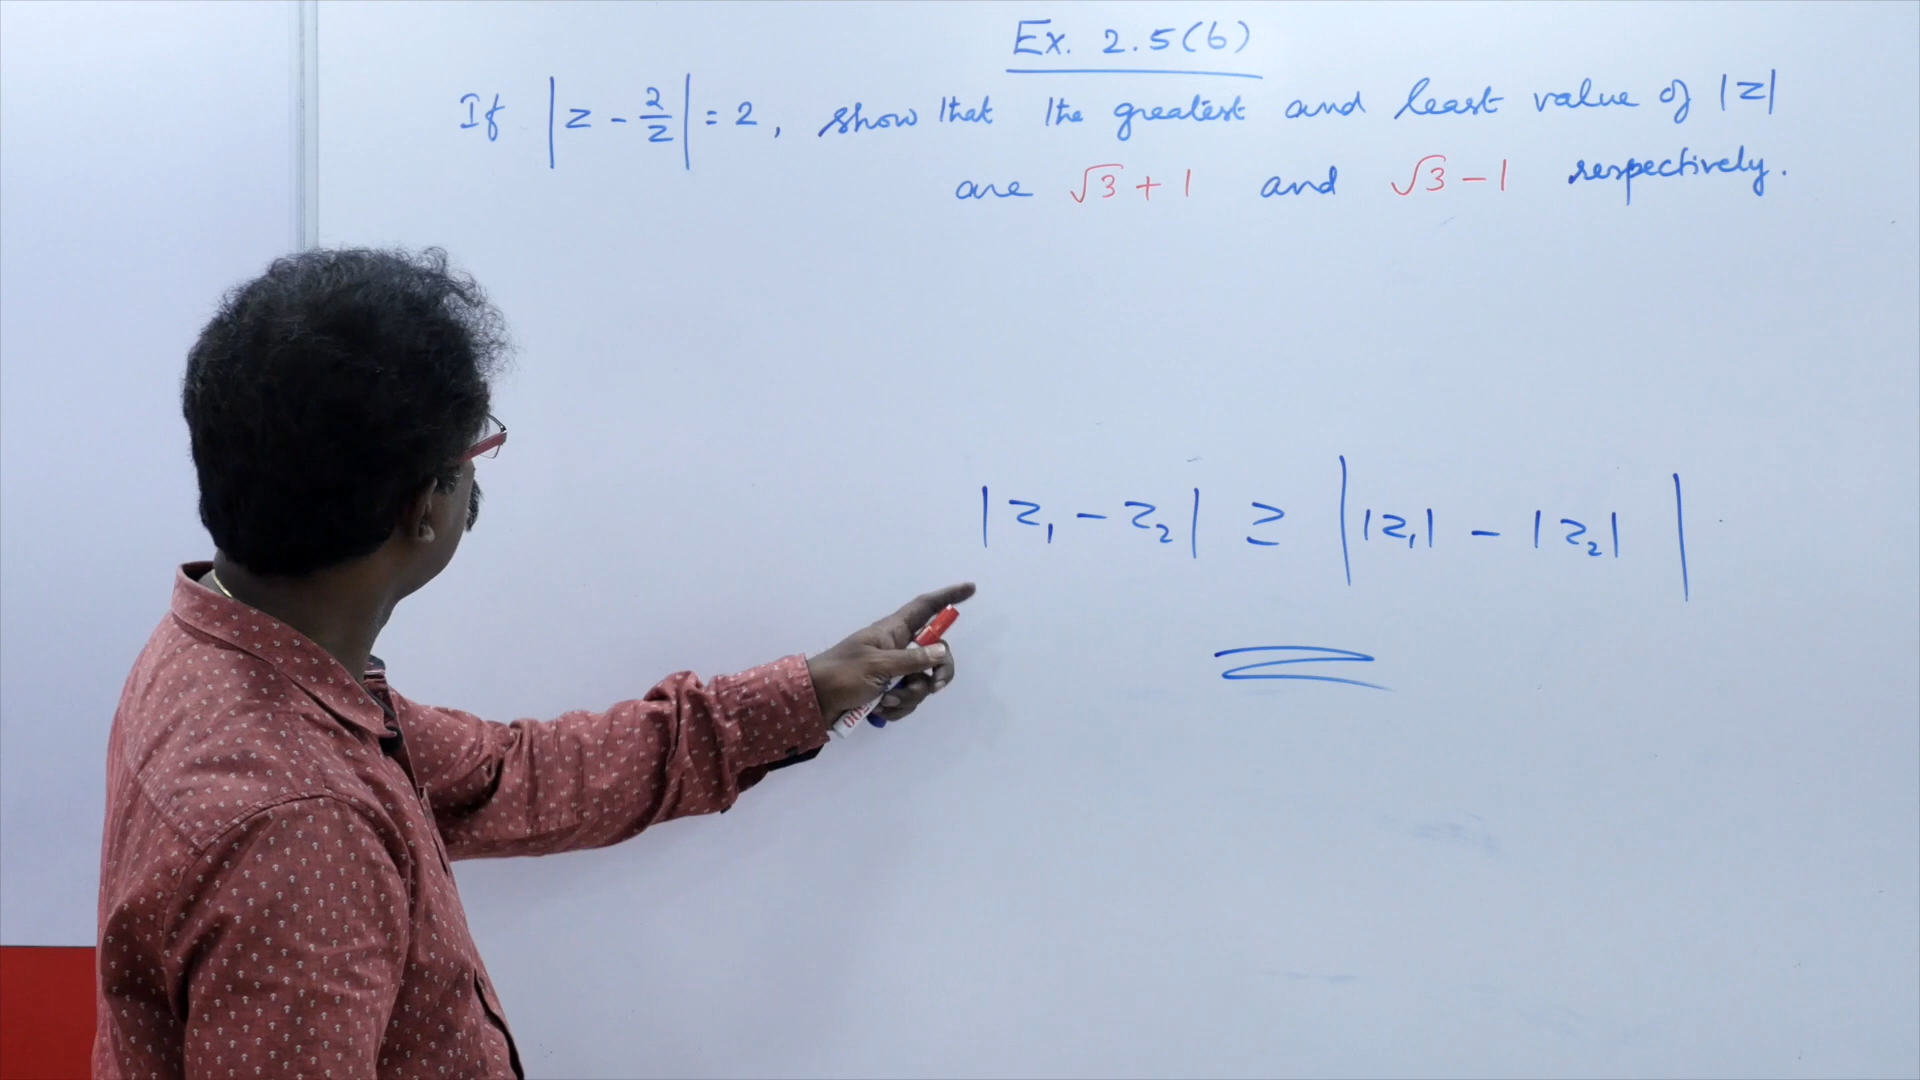 Ex. 2.5(6)
If |z - 2/z| = 2, show that the greatest and least value of |z|
are √3 + 1 and √3 - 1 respectively.
|z₁ - z₂| ≥ ||z₁| - |z₂||